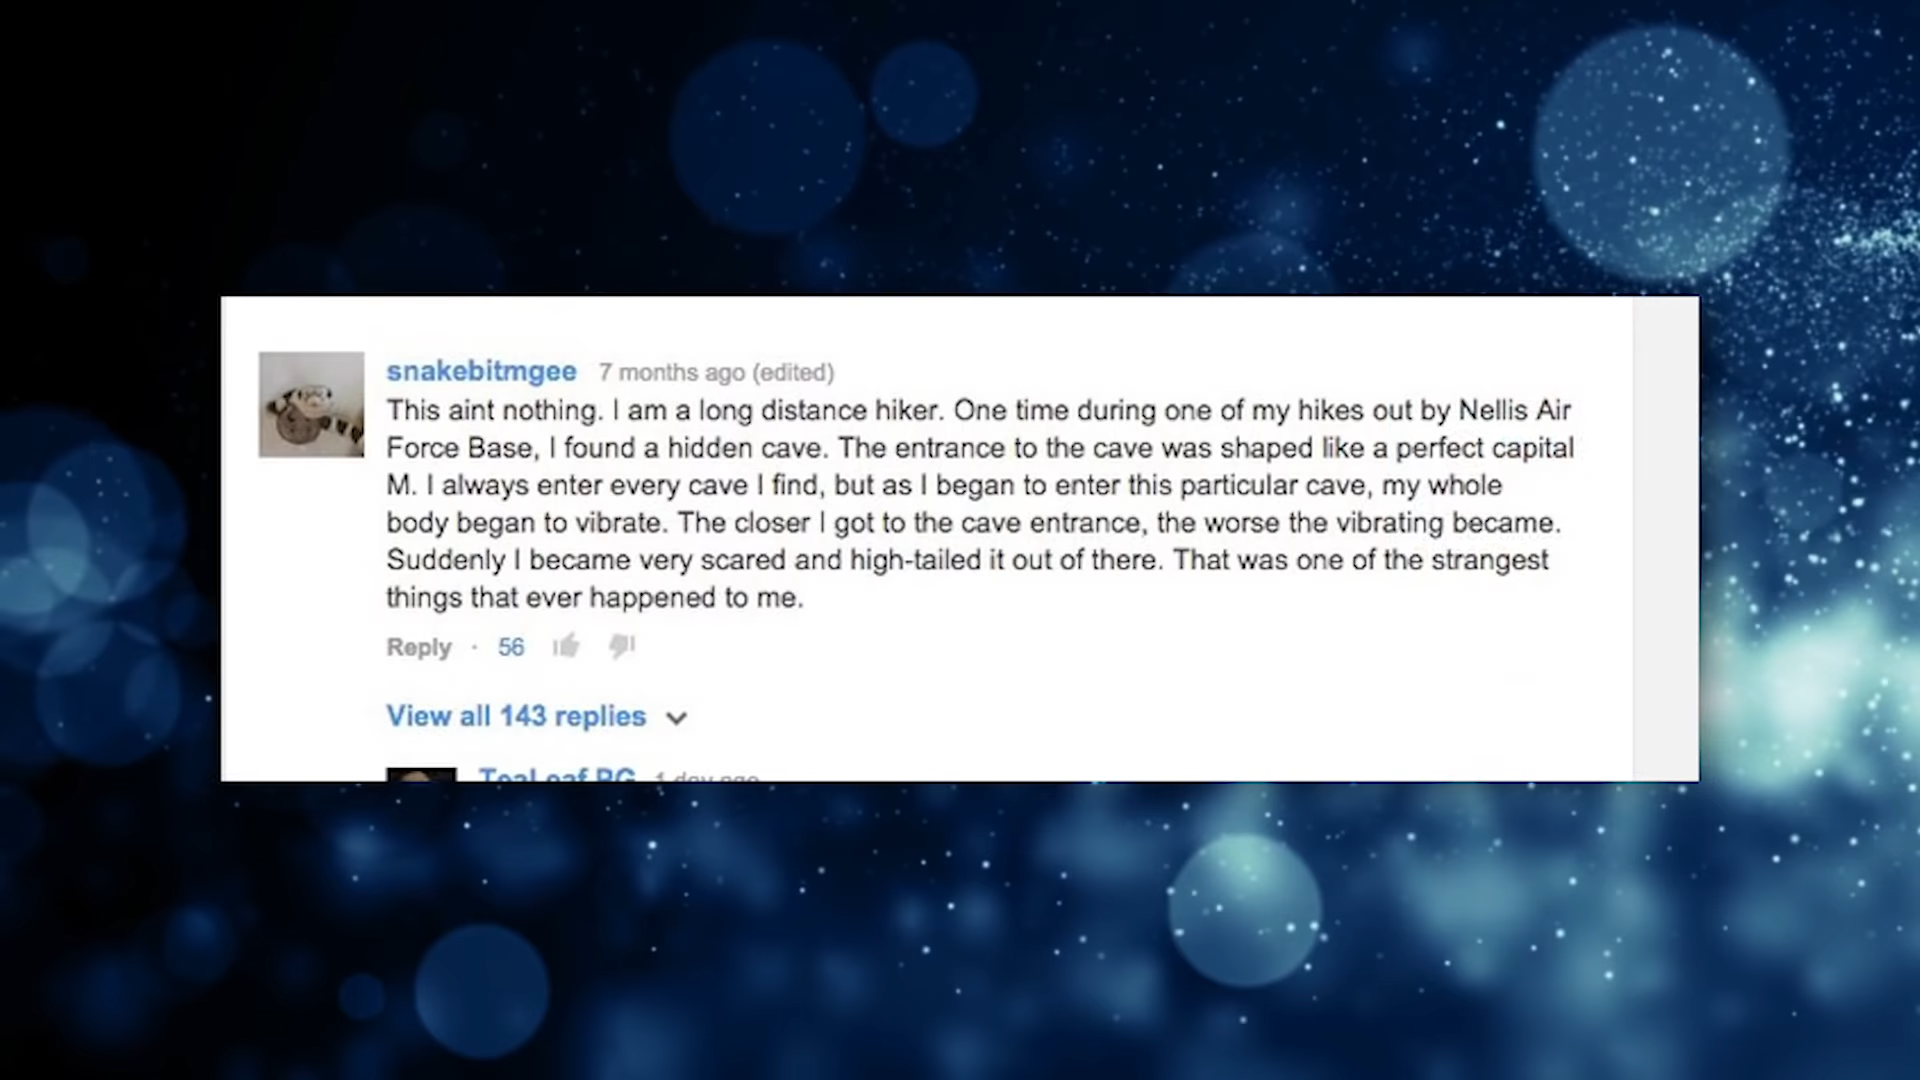 snakebitmgee 7 months ago (edited)
This aint nothing. I am a long distance hiker. One time during one of my hikes out by Nellis Air
Force Base, I found a hidden cave. The entrance to the cave was shaped like a perfect capital
M. I always enter every cave I find, but as I began to enter this particular cave, my whole
body began to vibrate. The closer I got to the cave entrance, the worse the vibrating became.
Suddenly I became very scared and high-tailed it out of there. That was one of the strangest
things that ever happened to me.
Reply · 56
View all 143 replies
TeaLeaf BG 1 day ago